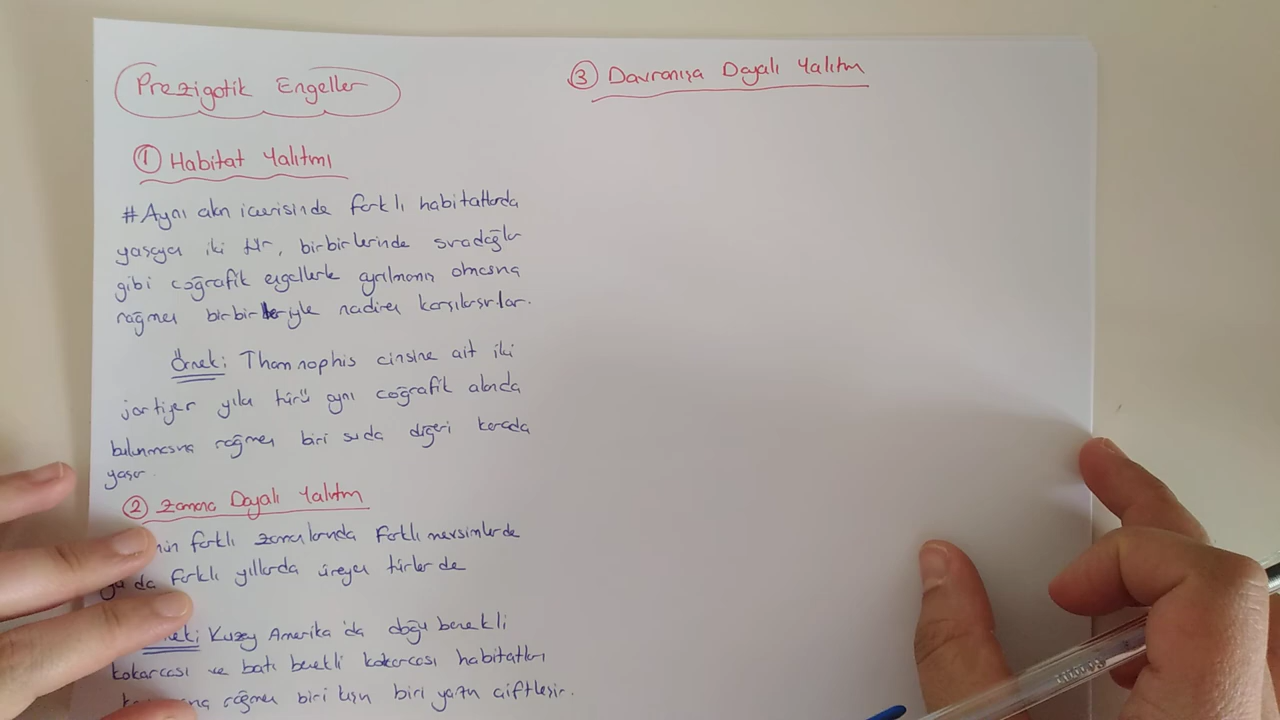 Prezigotik Engeller
① Habitat Yalıtımı
# Aynı alan içerisinde farklı habitatlarda
yaşayan iki tür, birbirlerinde sıradağlar
gibi coğrafik engellerle ayrılmamış olmasına
rağmen birbirleriyle nadiren karşılaşırlar.
Örnek: Thamnophis cinsine ait iki
jartiyer yılan türü aynı coğrafik alanda
bulunmasına rağmen biri suda diğeri karada
yaşar.
② Zamana Dayalı Yalıtım
farklı zamanlarında farklı mevsimlerde
ya da farklı yıllarda üreyen türlerde
Kuzey Amerika'da doğu benekli
kokarcası ve batı benekli kokarcası habitatları
rağmen biri kışın biri yazın çiftleşir.
③ Davranışa Dayalı Yalıtım